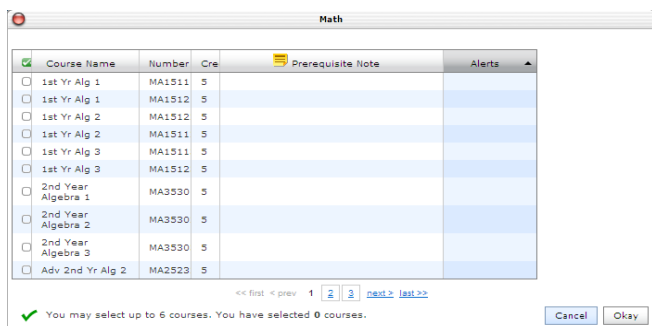 Math
Course Name Number Cre Prerequisite Note Alerts
1st Yr Alg 1 MA1511 5
1st Yr Alg 1 MA1512 5
1st Yr Alg 2 MA1512 5
1st Yr Alg 2 MA1511 5
1st Yr Alg 3 MA1511 5
1st Yr Alg 3 MA1512 5
2nd Year
Algebra 1 MA3530 5
2nd Year
Algebra 2 MA3530 5
2nd Year
Algebra 3 MA3530 5
Adv 2nd Yr Alg 2 MA2523 5
<< first < prev 1 2 3 next > last >>
You may select up to 6 courses. You have selected 0 courses.
Cancel Okay